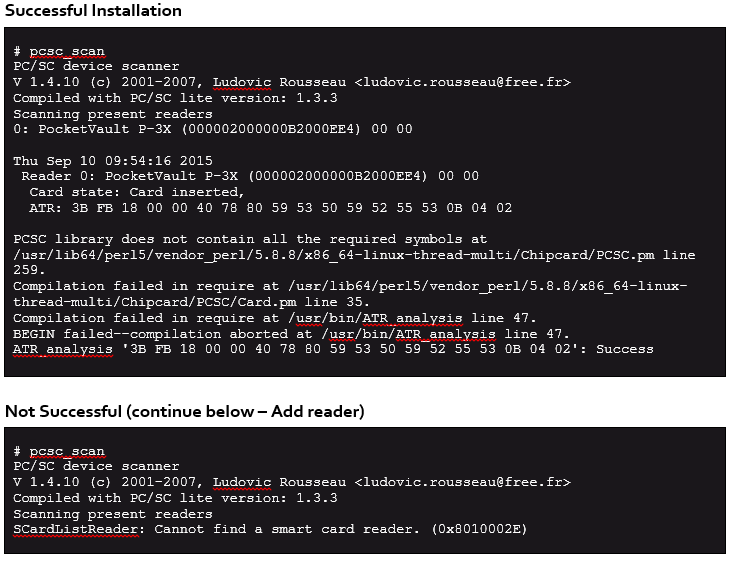 Successful Installation
# pcsc_scan
PC/SC device scanner
V 1.4.10 (c) 2001-2007, Ludovic Rousseau <ludovic.rousseau@free.fr>
Compiled with PC/SC lite version: 1.3.3
Scanning present readers
0: PocketVault P-3X (000002000000B2000EE4) 00 00
Thu Sep 10 09:54:16 2015
Reader 0: PocketVault P-3X (000002000000B2000EE4) 00 00
Card state: Card inserted,
ATR: 3B FB 18 00 00 40 78 80 59 53 50 59 52 55 53 0B 04 02
PCSC library does not contain all the required symbols at
/usr/lib64/perl5/vendor_perl/5.8.8/x86_64-linux-thread-multi/Chipcard/PCSC.pm line
259.
Compilation failed in require at /usr/lib64/perl5/vendor_perl/5.8.8/x86_64-linux-
thread-multi/Chipcard/PCSC/Card.pm line 35.
Compilation failed in require at /usr/bin/ATR_analysis line 47.
BEGIN failed--compilation aborted at /usr/bin/ATR_analysis line 47.
ATR_analysis '3B FB 18 00 00 40 78 80 59 53 50 59 52 55 53 0B 04 02': Success
Not Successful (continue below – Add reader)
# pcsc_scan
PC/SC device scanner
V 1.4.10 (c) 2001-2007, Ludovic Rousseau <ludovic.rousseau@free.fr>
Compiled with PC/SC lite version: 1.3.3
Scanning present readers
SCardListReader: Cannot find a smart card reader. (0x8010002E)